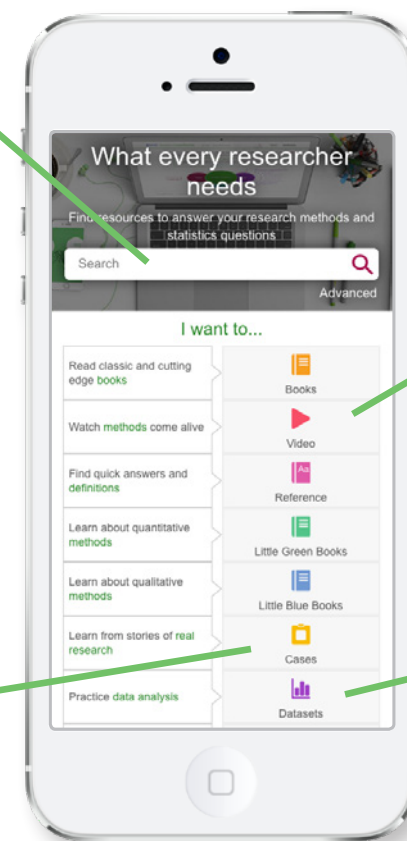 What every researcher
needs
Find resources to answer your research methods and
statistics questions
Search
Advanced
I want to...
Read classic and cutting
edge books
Books
Watch methods come alive
Video
Find quick answers and
definitions
Aa
Reference
Learn about quantitative
methods
Little Green Books
Learn about qualitative
methods
Little Blue Books
Learn from stories of real
research
Cases
Practice data analysis
Datasets